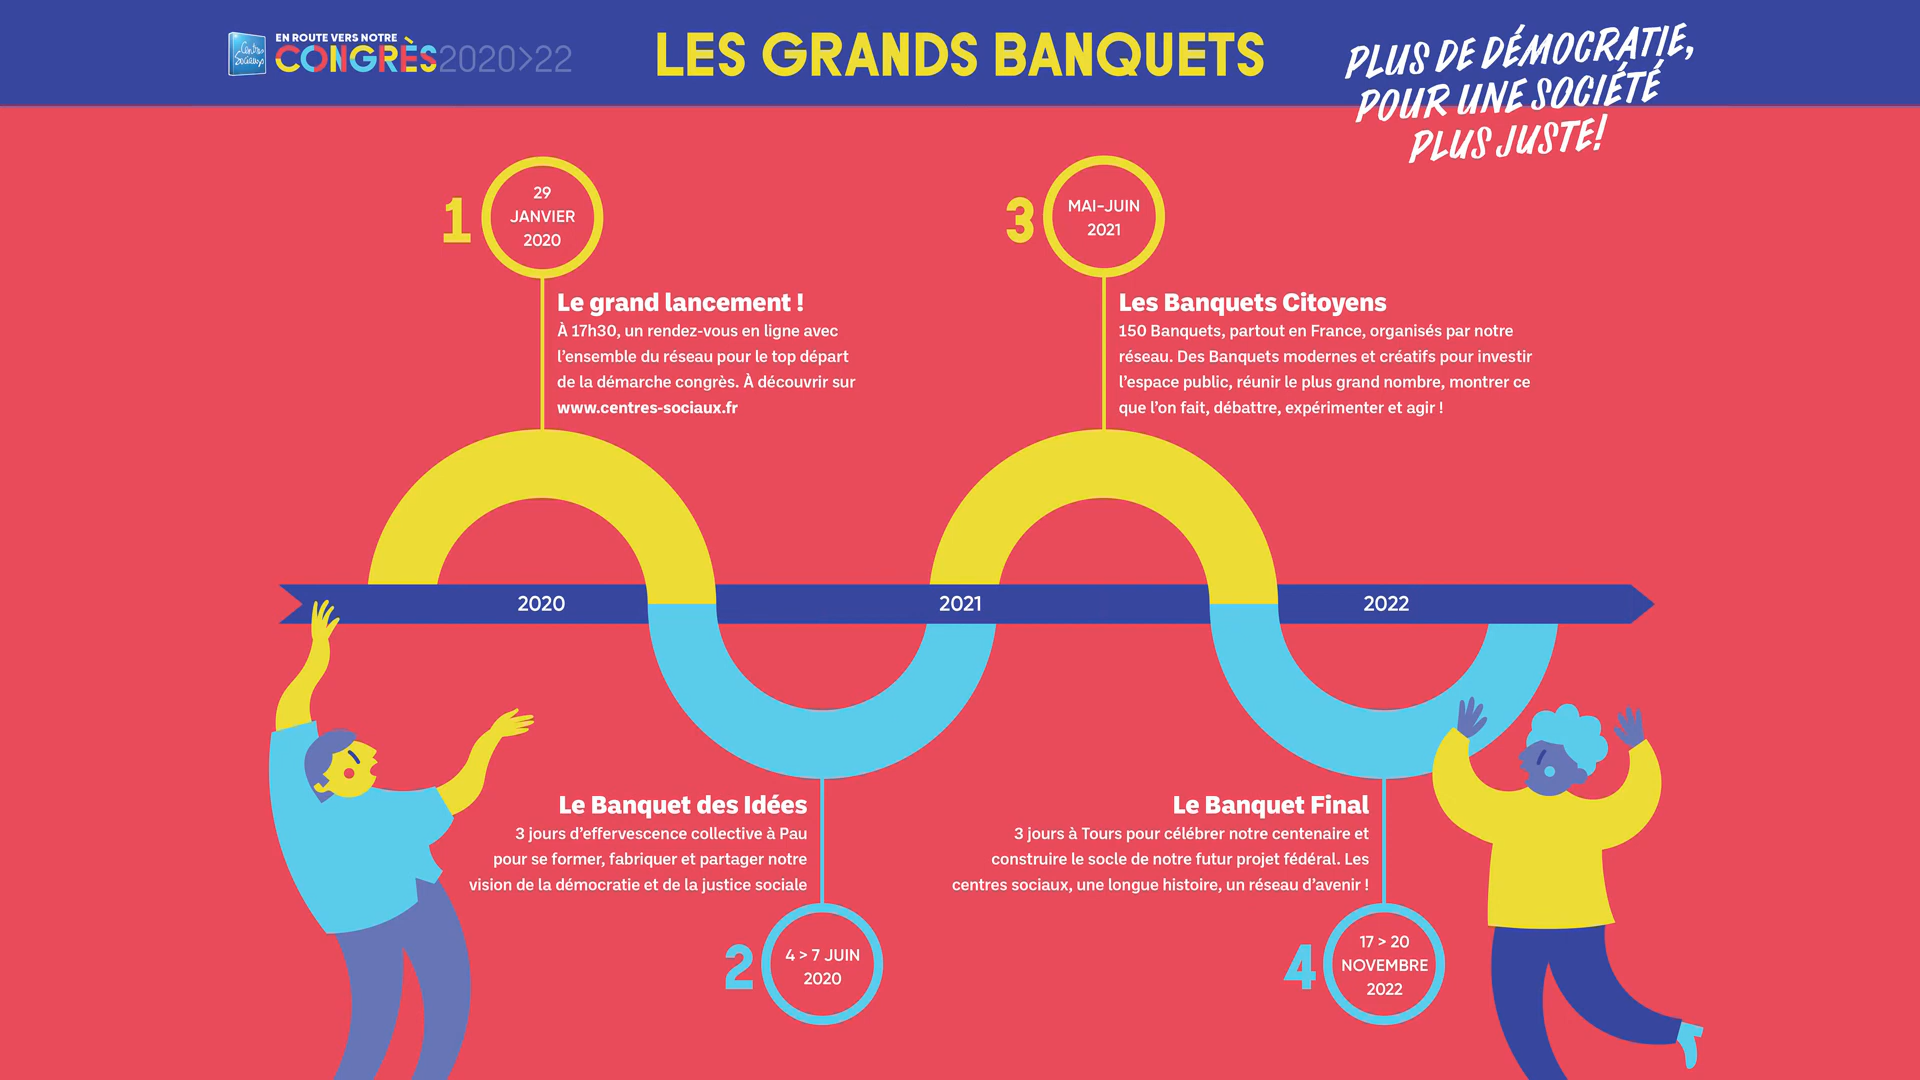 Centres
Sociaux
EN ROUTE VERS NOTRE
CONGRÈS2020>22
LES GRANDS BANQUETS
PLUS DE DÉMOCRATIE,
POUR UNE SOCIÉTÉ
PLUS JUSTE!
1
29
JANVIER
2020
Le grand lancement !
À 17h30, un rendez-vous en ligne avec
l'ensemble du réseau pour le top départ
de la démarche congrès. À découvrir sur
www.centres-sociaux.fr
3
MAI-JUIN
2021
Les Banquets Citoyens
150 Banquets, partout en France, organisés par notre
réseau. Des Banquets modernes et créatifs pour investir
l'espace public, réunir le plus grand nombre, montrer ce
que l'on fait, débattre, expérimenter et agir !
2020
2021
2022
Le Banquet des Idées
3 jours d'effervescence collective à Pau
pour se former, fabriquer et partager notre
vision de la démocratie et de la justice sociale
2
4 > 7 JUIN
2020
Le Banquet Final
3 jours à Tours pour célébrer notre centenaire et
construire le socle de notre futur projet fédéral. Les
centres sociaux, une longue histoire, un réseau d'avenir !
4
17 > 20
NOVEMBRE
2022